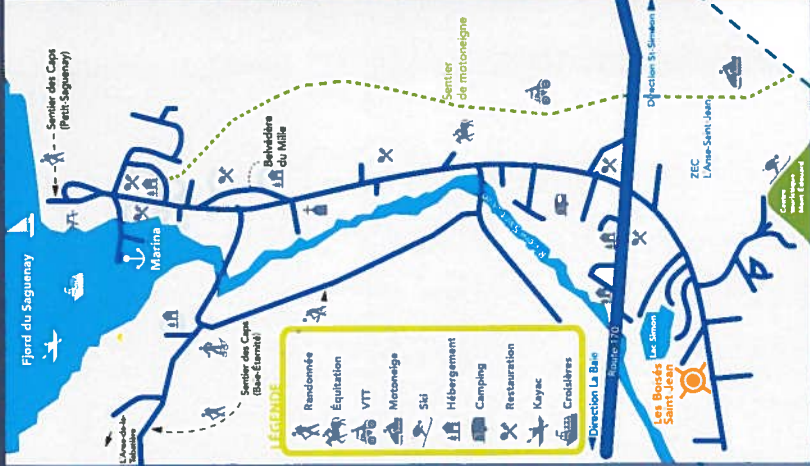 Fjord du Saguenay
Sentier des Caps
(Petit-Saguenay)
Marina
Belvédère
du Mille
Sentier
de motoneige
L'Anse-de-la-
Tabatière
Sentier des Caps
(Baie-Éternité)
LÉGENDE
Randonnée
Équitation
VTT
Motoneige
Ski
Hébergement
Camping
Restauration
Kayac
Croisières
Direction La Baie
Route 170
Direction St-Siméon
ZEC
L'Anse-Saint-Jean
Lac Simon
Les Boisés
Saint-Jean
Centre
touristique
Mont Édouard